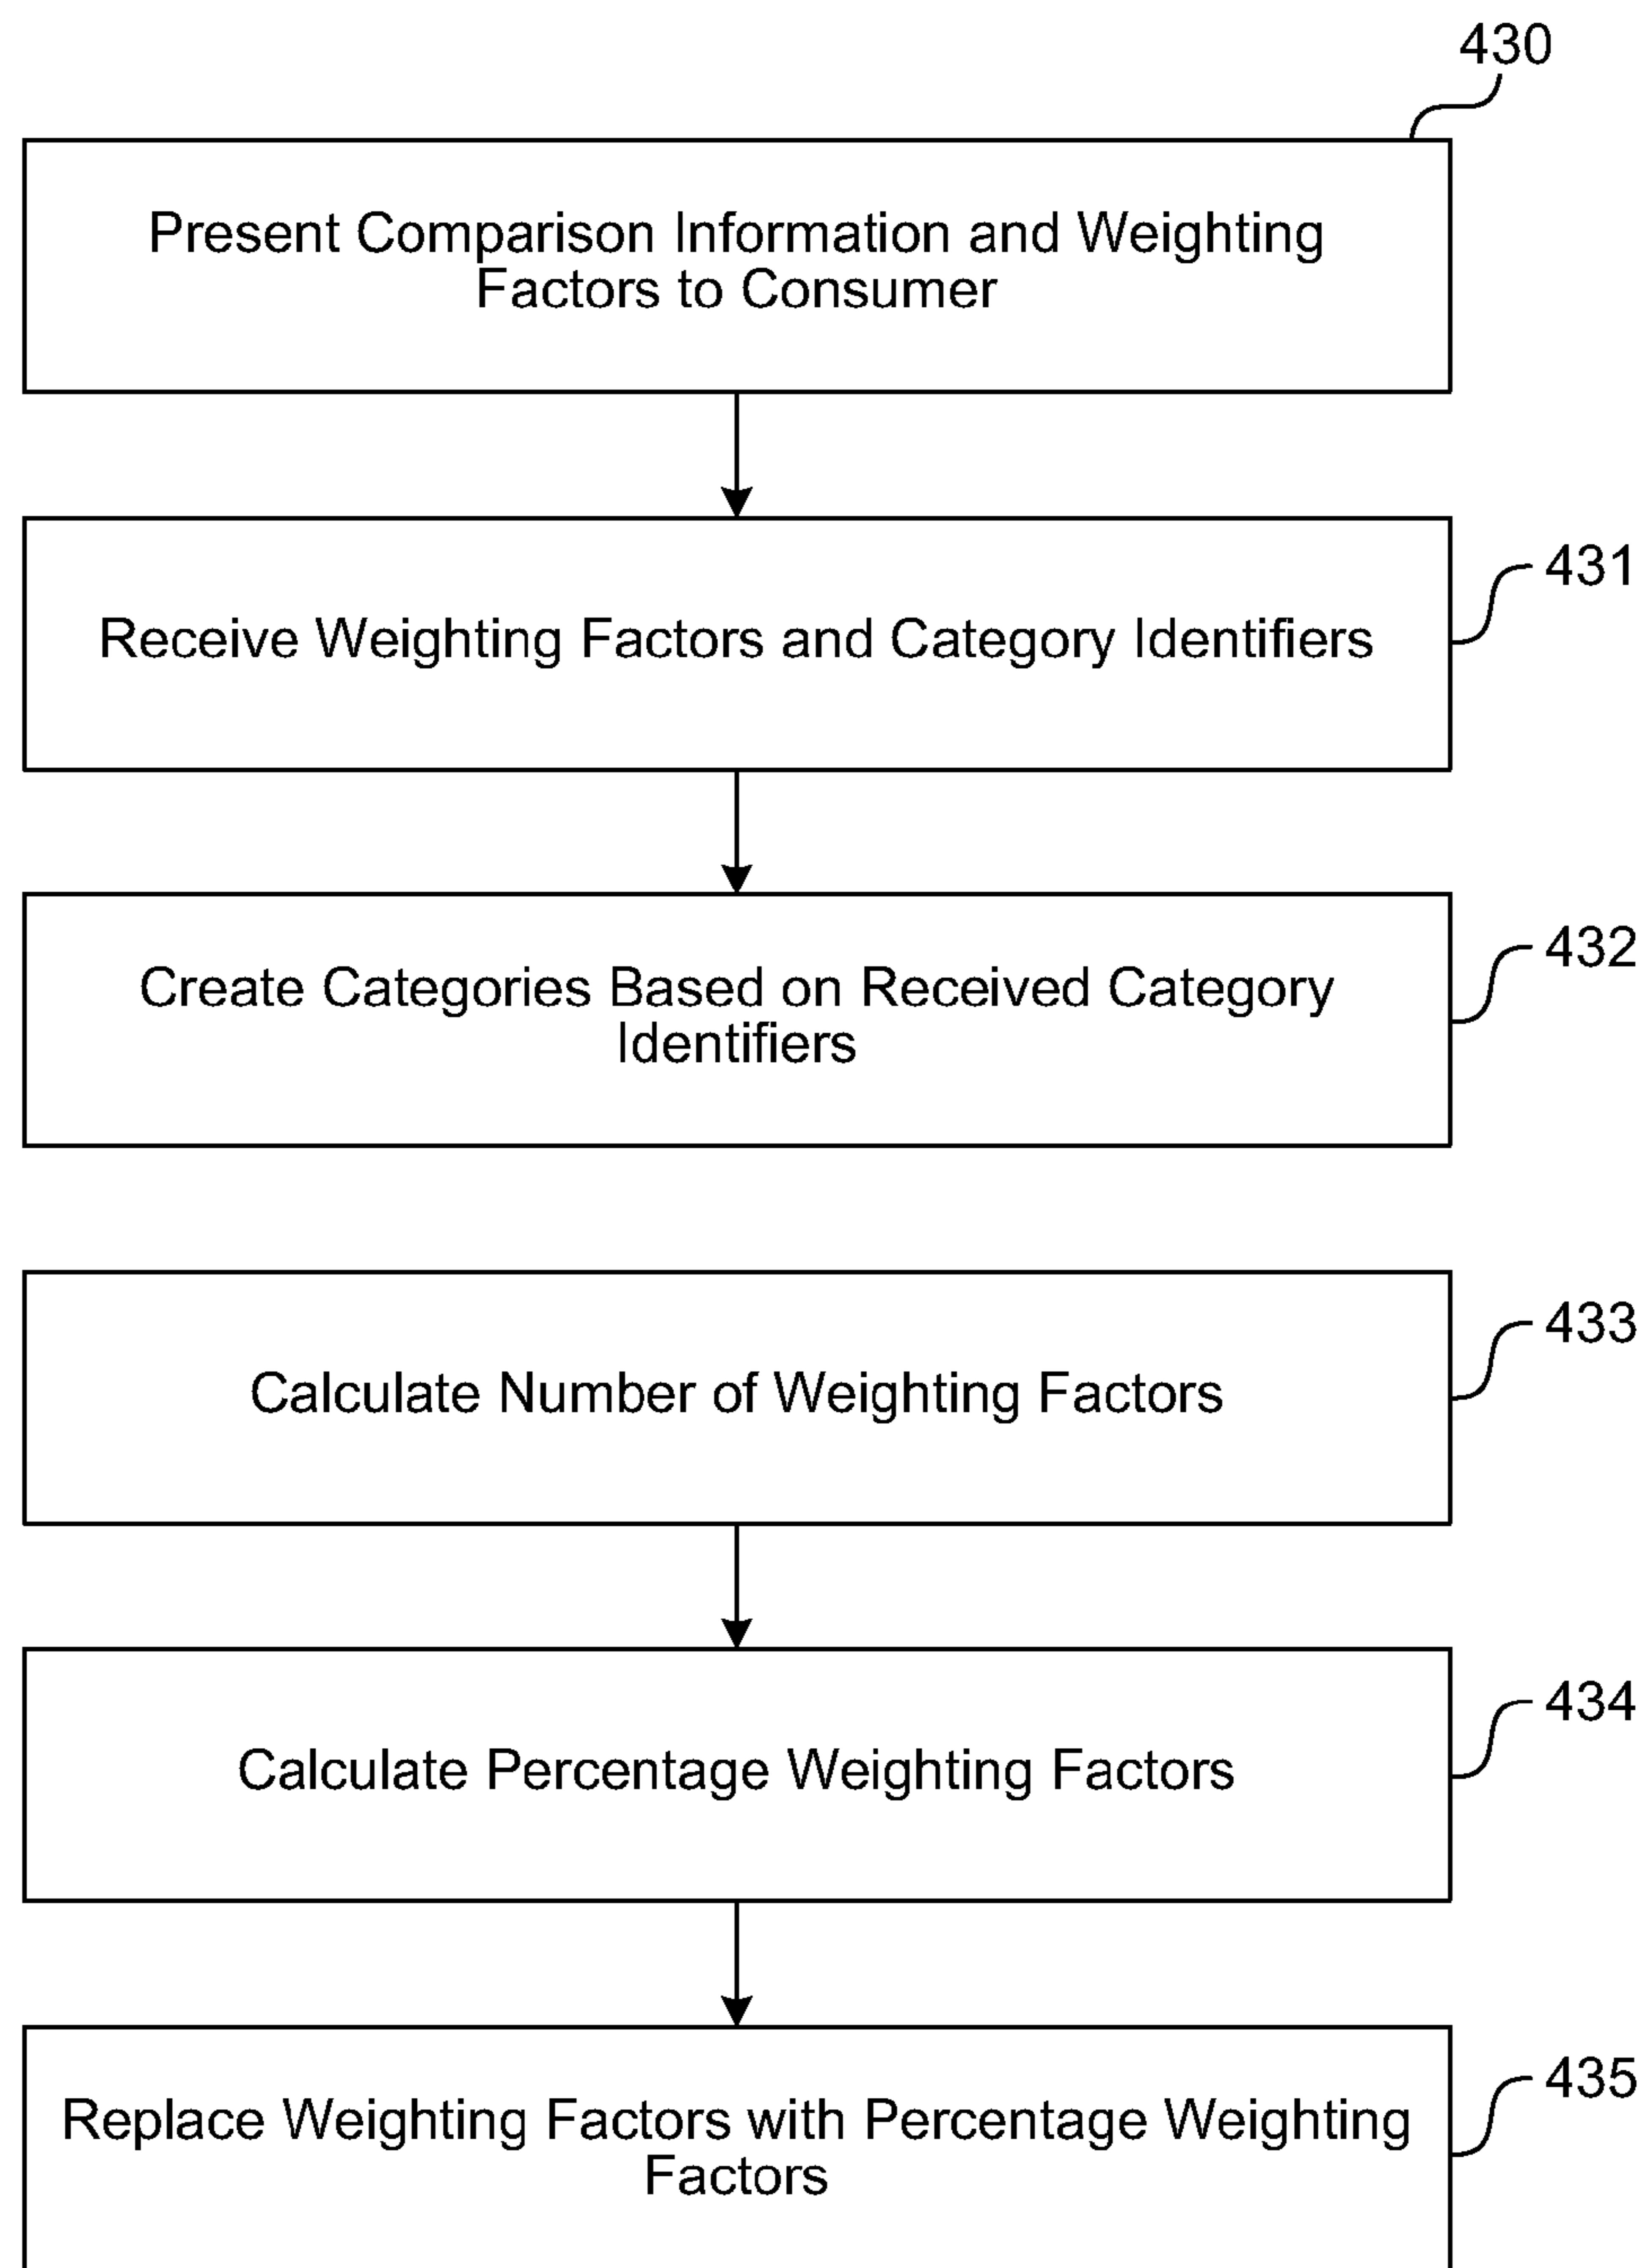 430
Present Comparison Information and Weighting
Factors to Consumer
431
Receive Weighting Factors and Category Identifiers
432
Create Categories Based on Received Category
Identifiers
433
Calculate Number of Weighting Factors
434
Calculate Percentage Weighting Factors
435
Replace Weighting Factors with Percentage Weighting
Factors